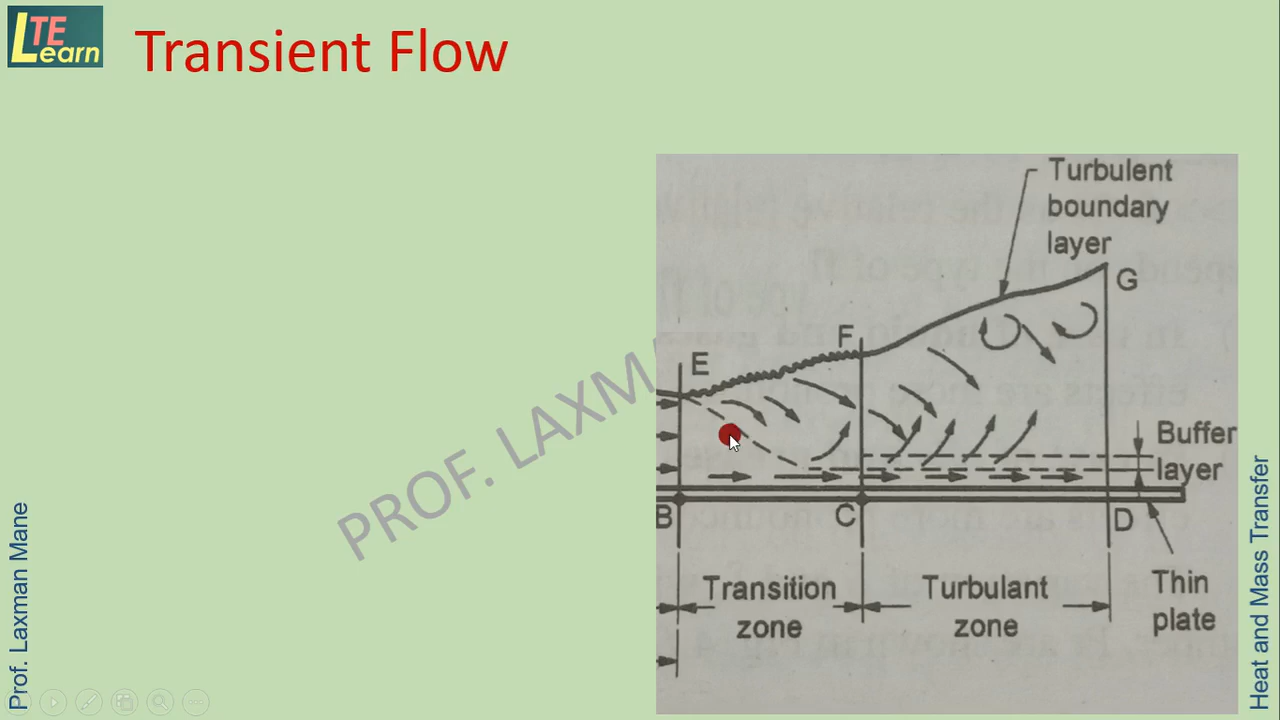 LTE
Learn
Transient Flow
Turbulent
boundary
layer
G
F
E
Buffer
layer
B
C
D
Transition
zone
Turbulant
zone
Thin
plate
PROF. LAXMA
Prof. Laxman Mane
Heat and Mass Transfer